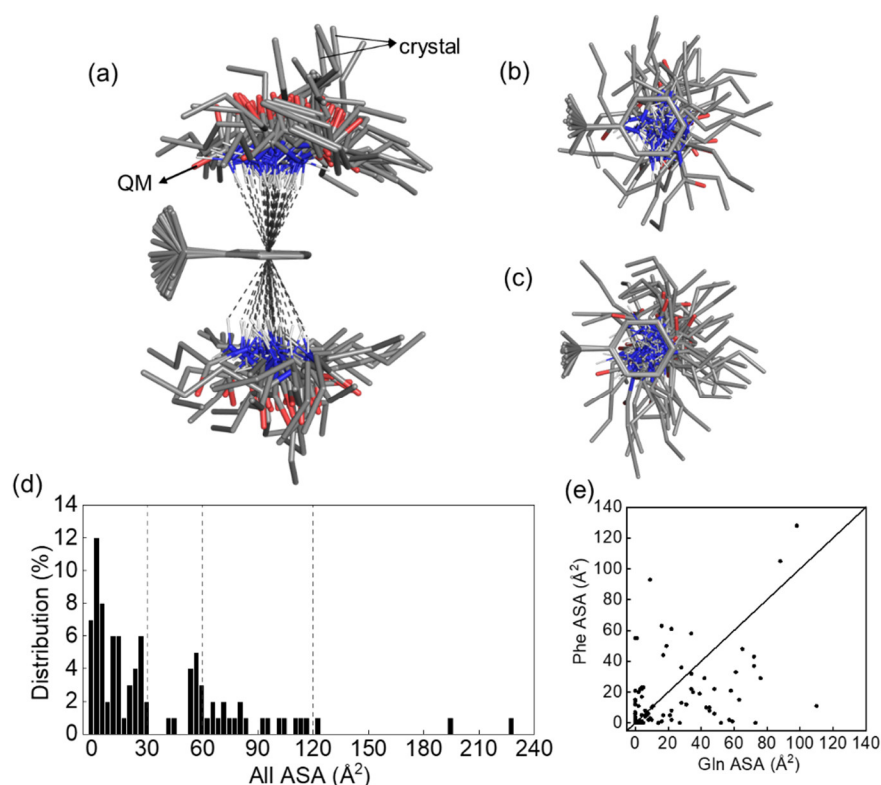 (a)
crystal
QM
(b)
(c)
(d)
14
12
10
8
6
4
2
0
Distribution (%)
0 30 60 90 120 150 180 210 240
All ASA (Å²)
(e)
140
120
100
80
60
40
20
0
Phe ASA (Å²)
0 20 40 60 80 100 120 140
Gln ASA (Å²)